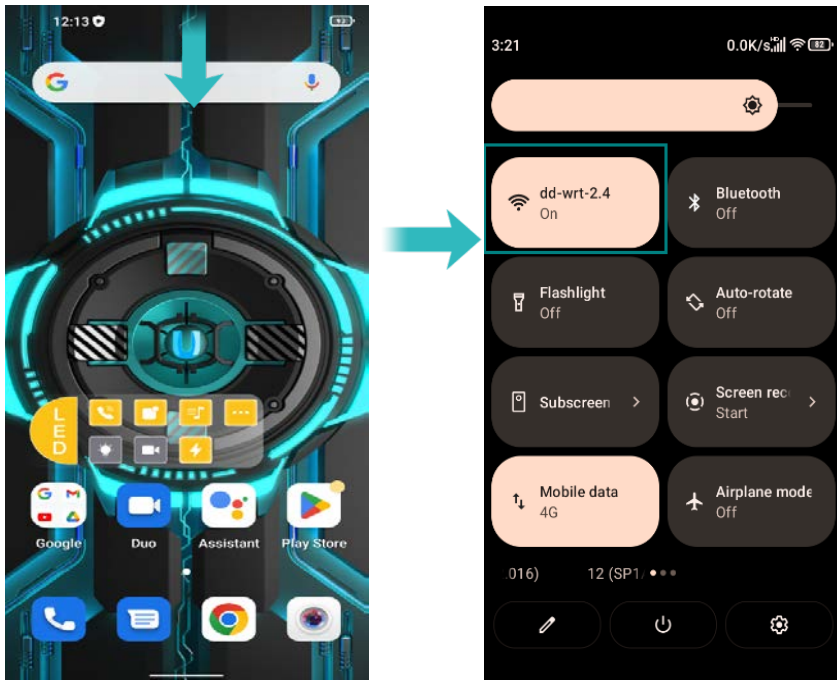 12:13
93
LED
Google
Duo
Assistant
Play Store
3:21
0.0K/s HD 82
dd-wrt-2.4
On
Bluetooth
Off
Flashlight
Off
Auto-rotate
Off
Subscreen
Screen rec
Start
Mobile data
4G
Airplane mode
Off
.016)
12 (SP1